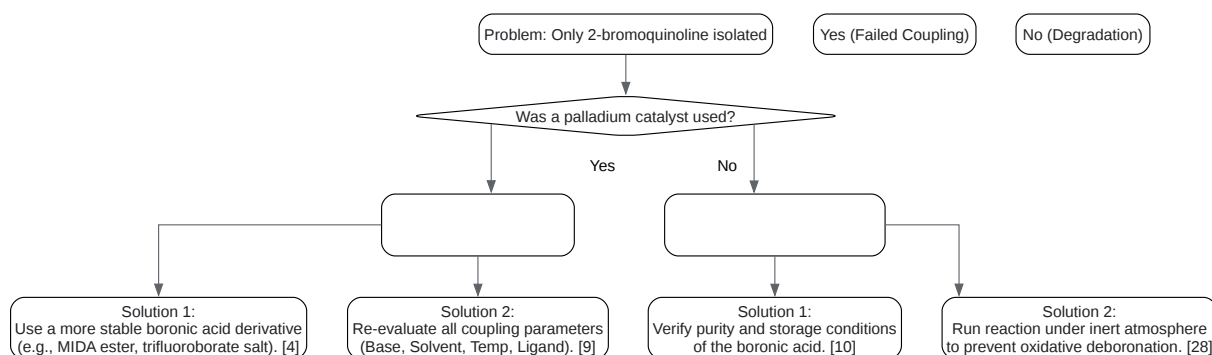 Problem: Only 2-bromoquinoline isolated
Yes (Failed Coupling)
No (Degradation)
Was a palladium catalyst used?
Yes
No
Solution 1:
Use a more stable boronic acid derivative
(e.g., MIDA ester, trifluoroborate salt). [4]
Solution 2:
Re-evaluate all coupling parameters
(Base, Solvent, Temp, Ligand). [9]
Solution 1:
Verify purity and storage conditions
of the boronic acid. [10]
Solution 2:
Run reaction under inert atmosphere
to prevent oxidative deboronation. [28]